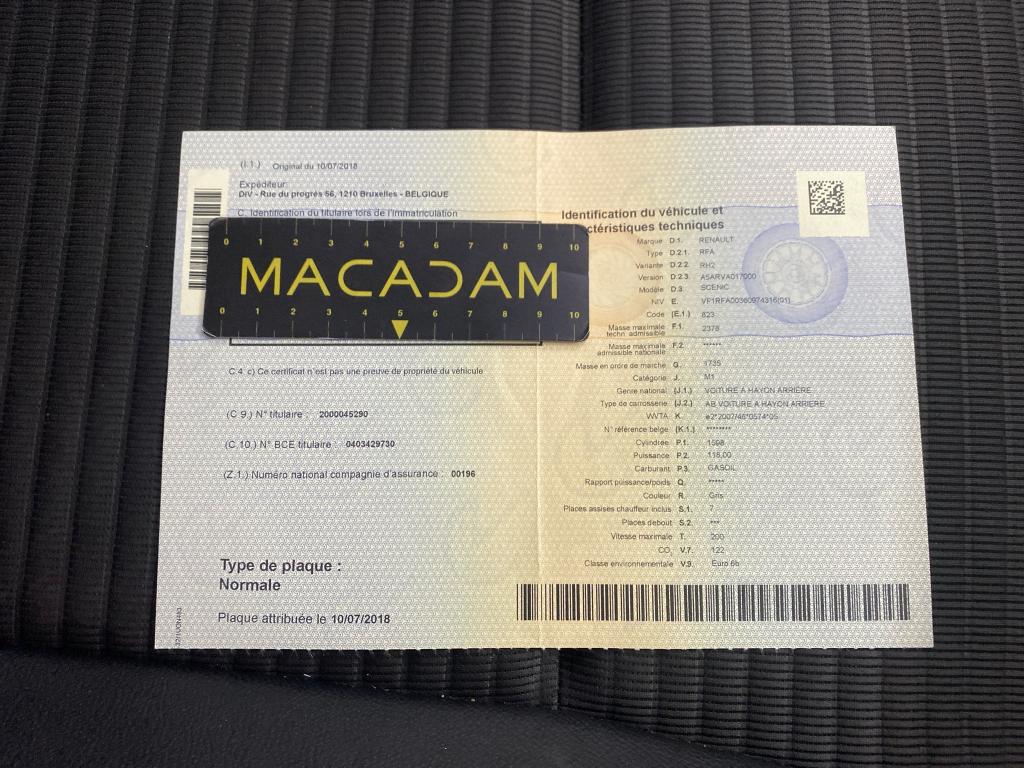 (I.1.) Original du 10/07/2018
Expéditeur:
DIV - Rue du progrès 56, 1210 Bruxelles - BELGIQUE
C. Identification du titulaire lors de l'immatriculation
0 1 2 3 4 5 6 7 8 9 10
MACADAM
0 1 2 3 4 5 6 7 8 9 10
C.4. c) Ce certificat n'est pas une preuve de propriété du véhicule
(C.9.) N° titulaire : 2000045290
(C.10.) N° BCE titulaire : 0403429730
(Z.1.) Numéro national compagnie d'assurance : 00196
Type de plaque :
Normale
Plaque attribuée le 10/07/2018
Identification du véhicule et
ctéristiques techniques
Marque D.1. RENAULT
Type D.2.1. RFA
Variante D.2.2. RH2
Version D.2.3. A5ARVA017000
Modèle D.3. SCENIC
NIV E. VF1RFA00360974316(01)
Code (E.1.) 823
Masse maximale techn. admissible F.1. 2378
Masse maximale admissible nationale F.2. ******
Masse en ordre de marche G. 1735
Catégorie J. M1
Genre national (J.1.) VOITURE A HAYON ARRIERE
Type de carrosserie (J.2.) AB VOITURE A HAYON ARRIERE
WVTA K. e2*2007/46*0574*05
N° référence belge (K.1.) ********
Cylindrée P.1. 1598
Puissance P.2. 118,00
Carburant P.3. GASOIL
Rapport puissance/poids Q. *****
Couleur R. Gris
Places assises chauffeur inclus S.1. 7
Places debout S.2. ***
Vitesse maximale T. 200
CO₂ V.7. 122
Classe environnementale V.9. Euro 6b